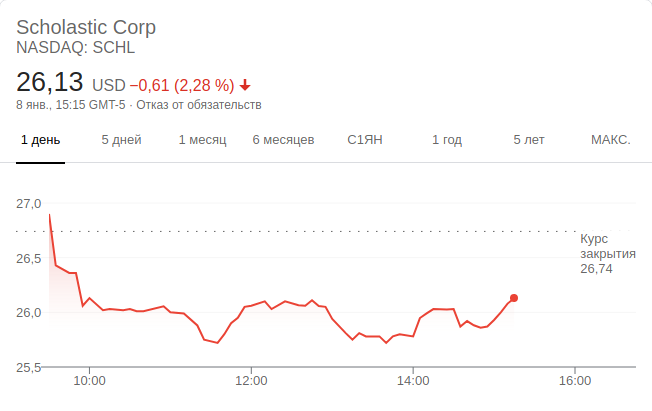 Scholastic Corp
NASDAQ: SCHL
26,13 USD −0,61 (2,28 %)
8 янв., 15:15 GMT-5 · Отказ от обязательств
1 день 5 дней 1 месяц 6 месяцев С1ЯН 1 год 5 лет МАКС.
27,0
Курс
закрытия
26,74
26,5
26,0
25,5
10:00 12:00 14:00 16:00